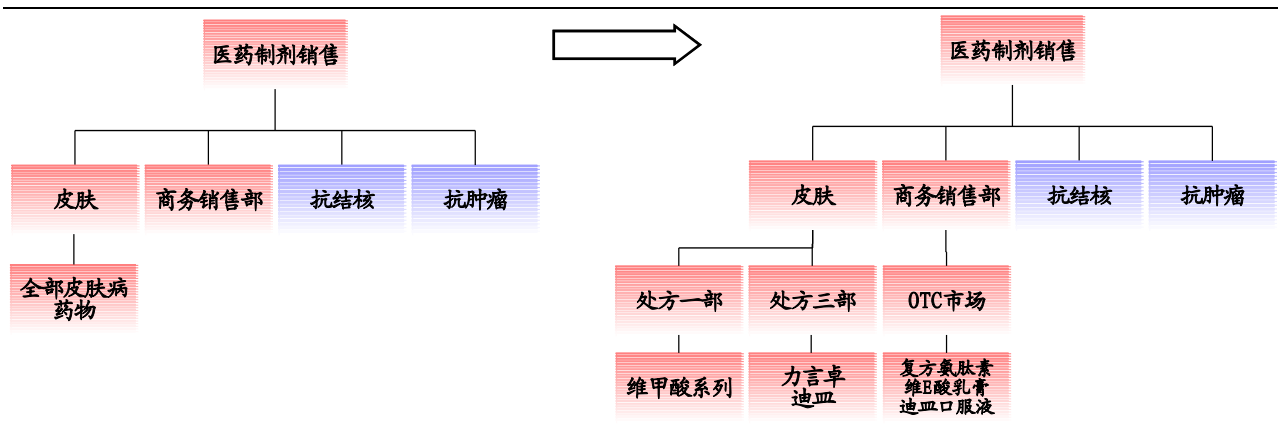 医药制剂销售
皮肤
商务销售部
抗结核
抗肿瘤
全部皮肤病
药物
医药制剂销售
皮肤
商务销售部
抗结核
抗肿瘤
处方一部
处方三部
OTC市场
维甲酸系列
力言卓
迪皿
复方氨肽素
维E酸乳膏
迪皿口服液